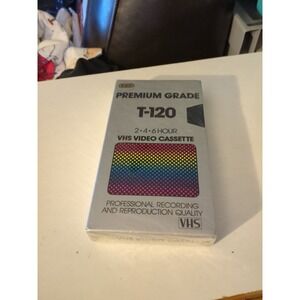 PREMIUM GRADE
T-120
2•4•6 HOUR
VHS VIDEO CASSETTE
PROFESSIONAL RECORDING
AND REPRODUCTION QUALITY
VHS